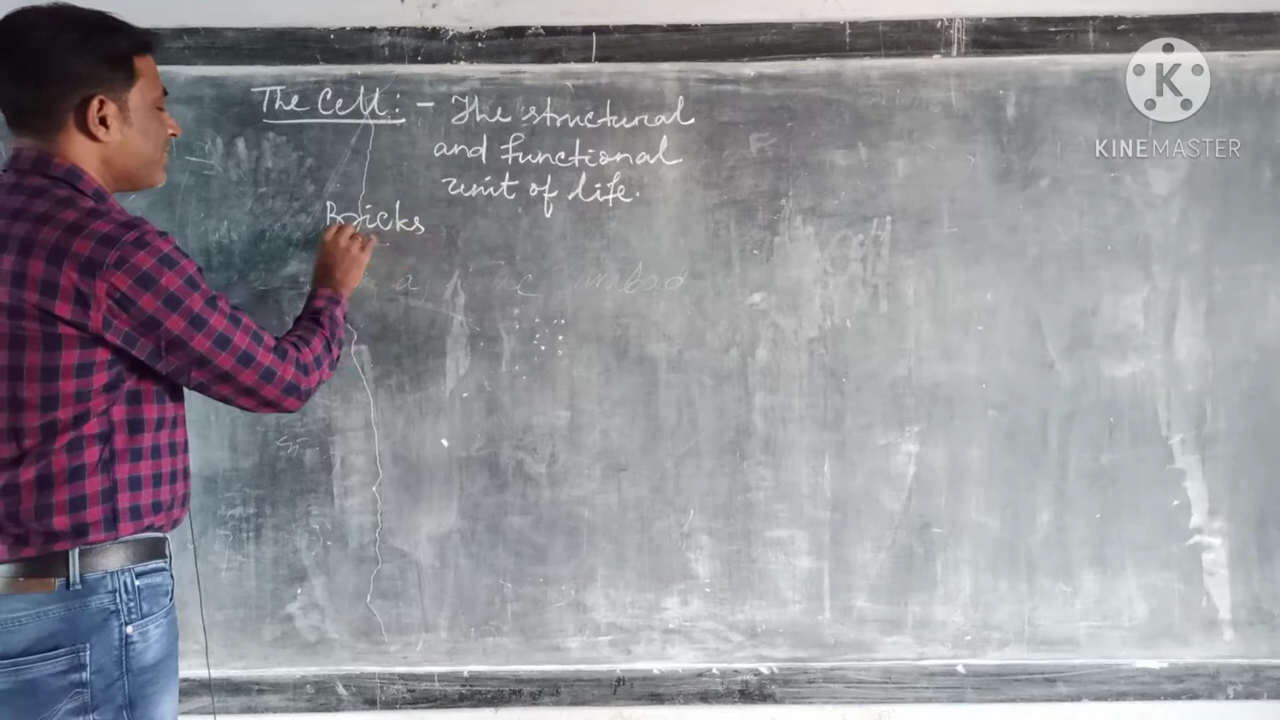 The Cell:- The structural
and functional
unit of life.
Bricks
K
KINEMASTER